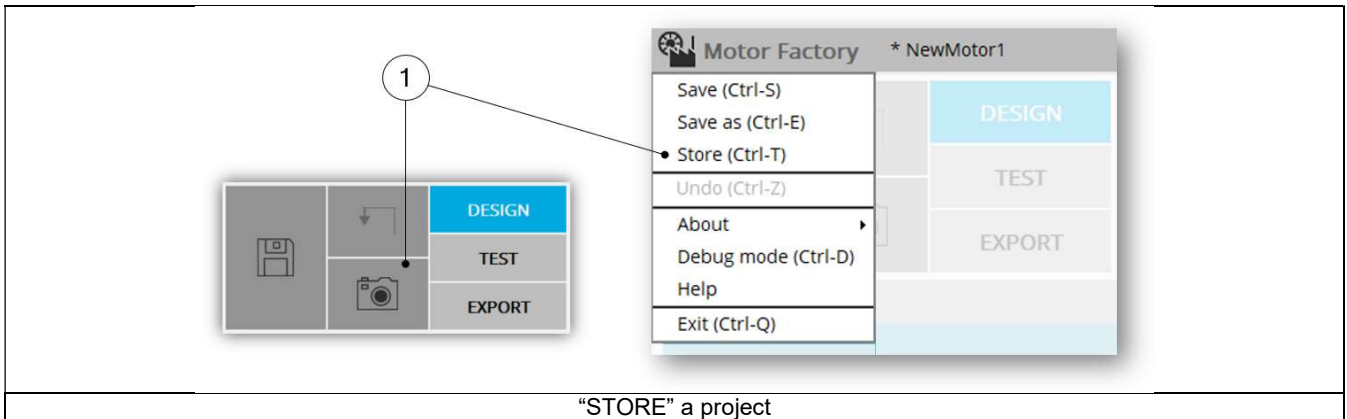 1
DESIGN
TEST
EXPORT
Motor Factory * NewMotor1
Save (Ctrl-S)
Save as (Ctrl-E)
Store (Ctrl-T)
Undo (Ctrl-Z)
About
Debug mode (Ctrl-D)
Help
Exit (Ctrl-Q)
DESIGN
TEST
EXPORT
“STORE” a project